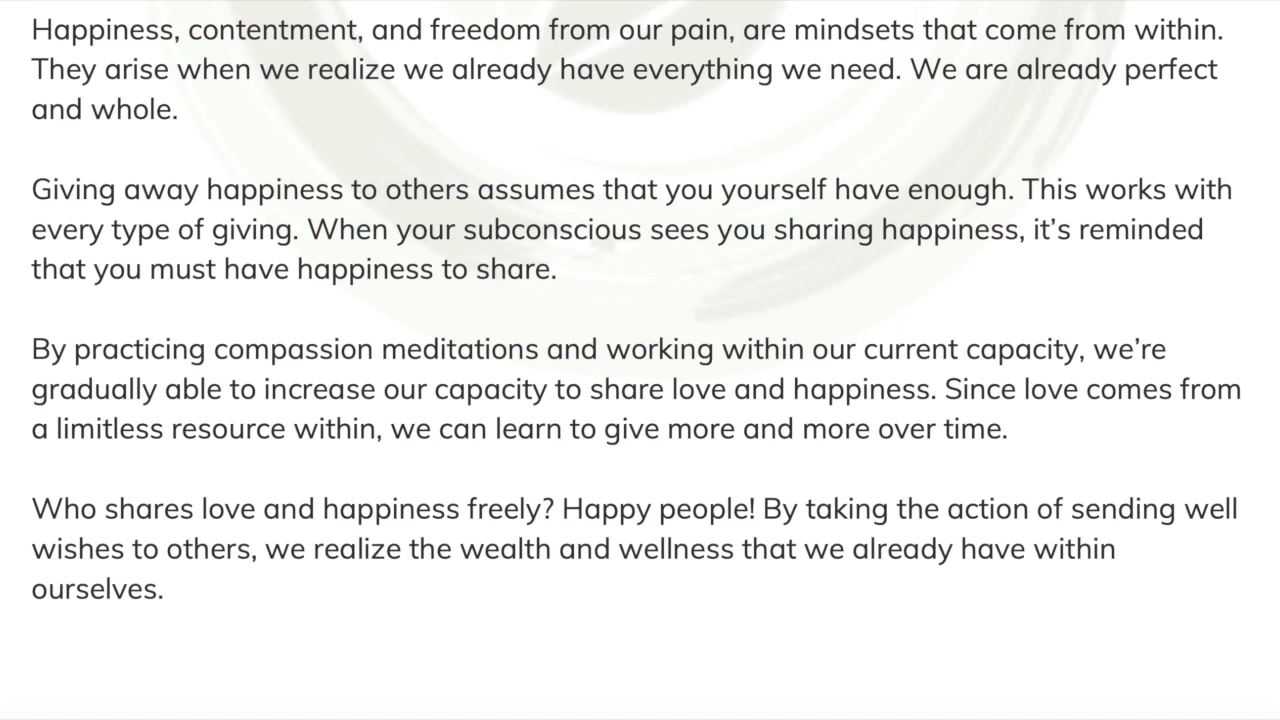 Happiness, contentment, and freedom from our pain, are mindsets that come from within.
They arise when we realize we already have everything we need. We are already perfect
and whole.
Giving away happiness to others assumes that you yourself have enough. This works with
every type of giving. When your subconscious sees you sharing happiness, it’s reminded
that you must have happiness to share.
By practicing compassion meditations and working within our current capacity, we’re
gradually able to increase our capacity to share love and happiness. Since love comes from
a limitless resource within, we can learn to give more and more over time.
Who shares love and happiness freely? Happy people! By taking the action of sending well
wishes to others, we realize the wealth and wellness that we already have within
ourselves.